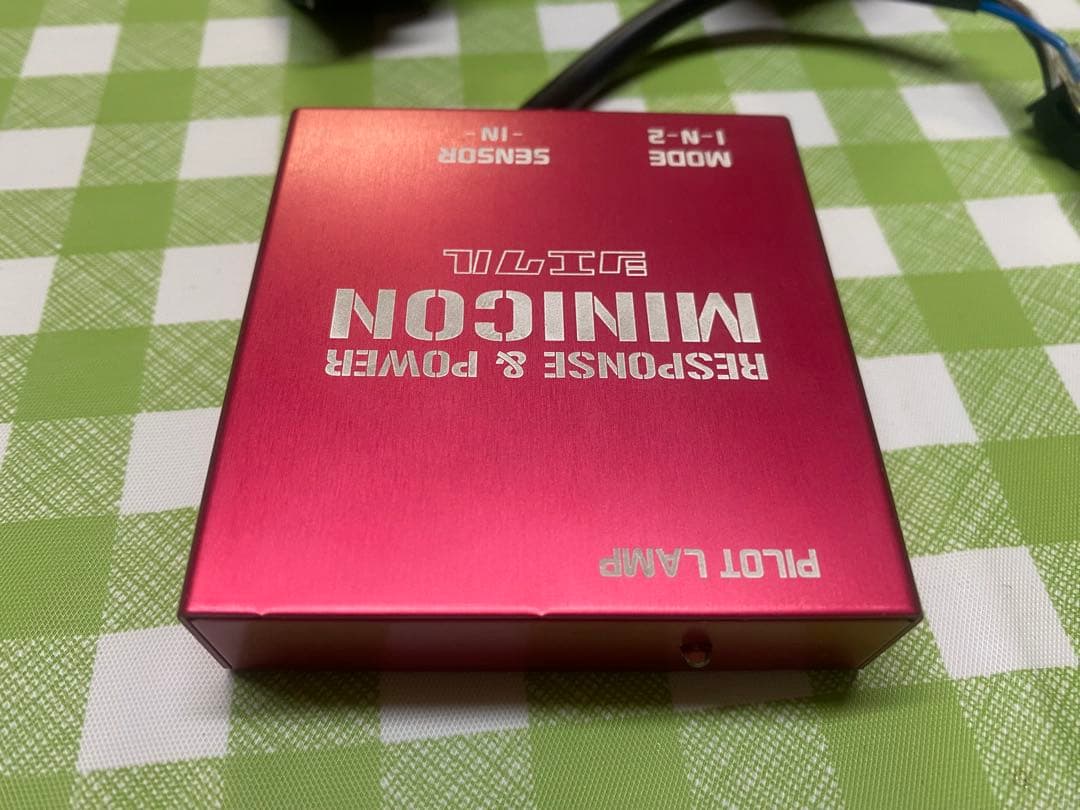 PILOT LAMP
RESPONSE & POWER
MINICON
シエクル
MODE
1-N-2
SENSOR
-IN-